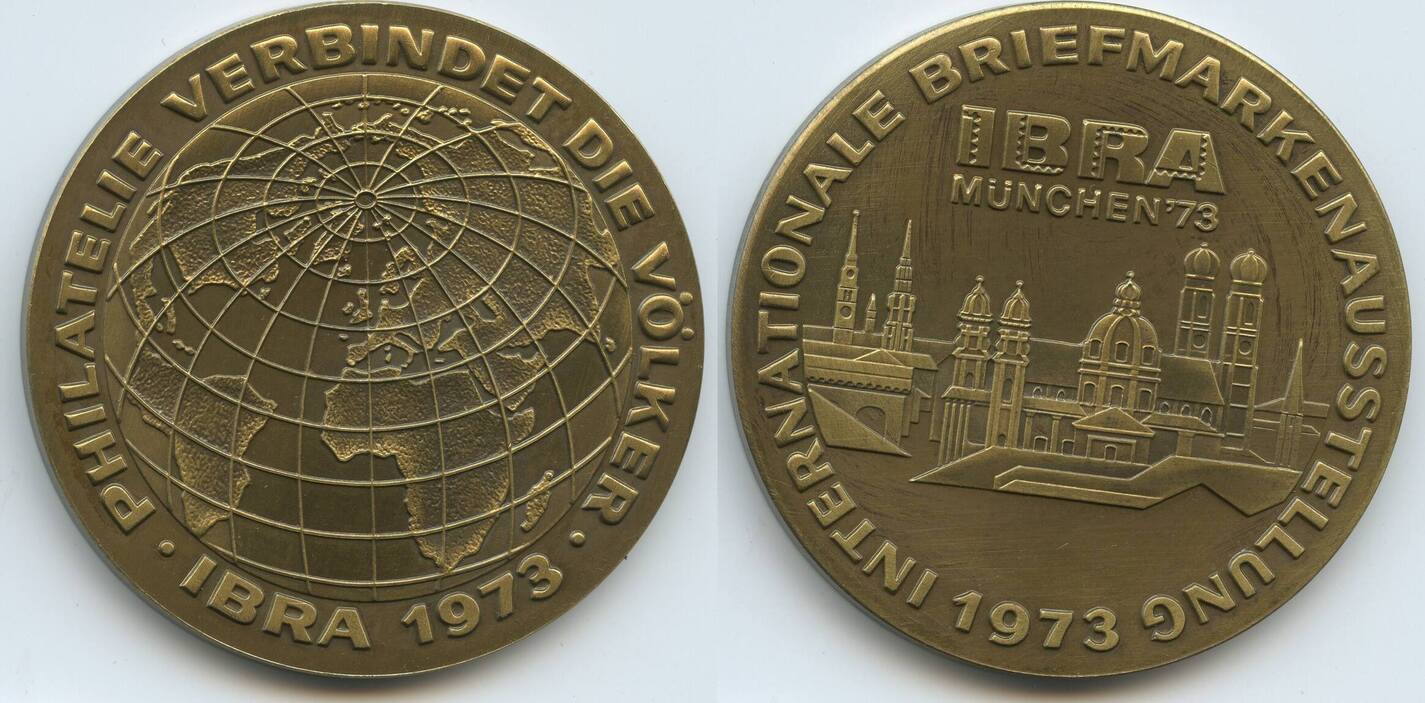 PHILATELIE VERBINDET DIE VÖLKER
· IBRA 1973 ·
INTERNATIONALE BRIEFMARKENAUSSTELLUNG
1973
IBRA
MÜNCHEN'73